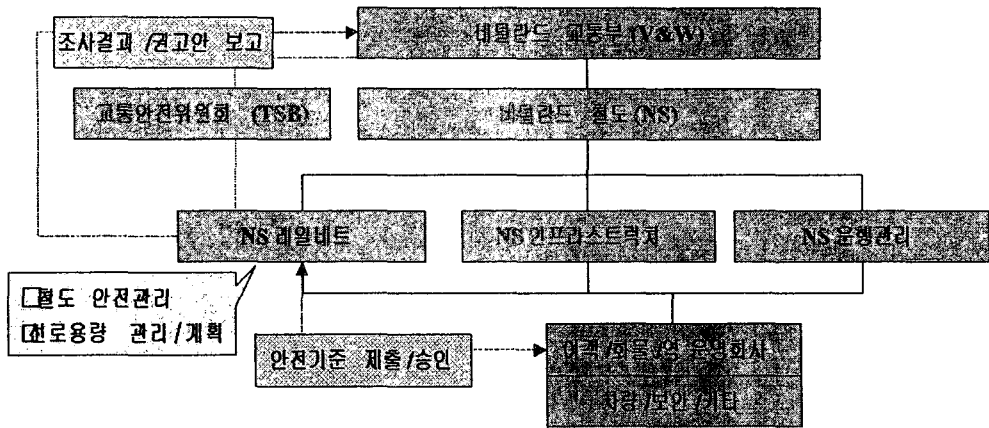 조사결과 /권고안 보고
네덜란드 교통부 (V&W)
교통안전위원회 (TSB)
네덜란드 철도 (NS)
NS 레일네트
NS 인프라스트럭쳐
NS 운행관리
□철도 안전관리
□선로용량 관리 /계획
안전기준 제출 /승인
여객 /화물 /역 운영회사
차량 /보안 /기타